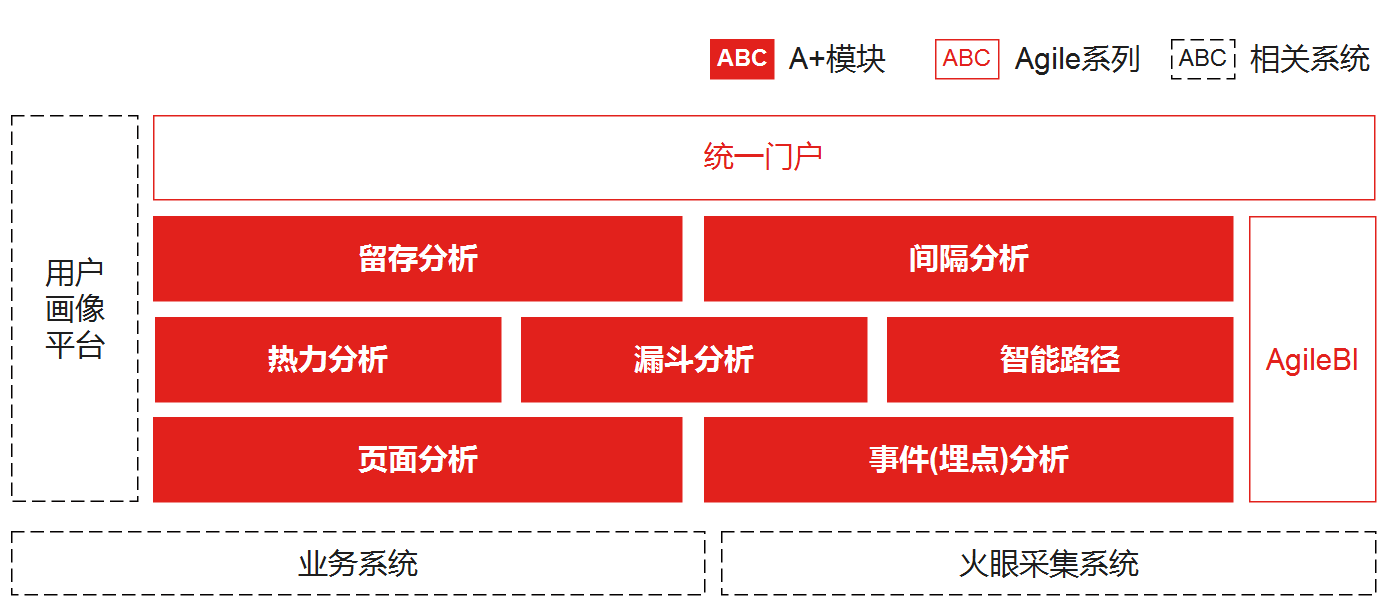 ABC A+模块 ABC Agile系列 ABC 相关系统
统一门户
用户
画像
平台
留存分析 间隔分析
热力分析 漏斗分析 智能路径
AgileBI
页面分析 事件(埋点)分析
业务系统 火眼采集系统